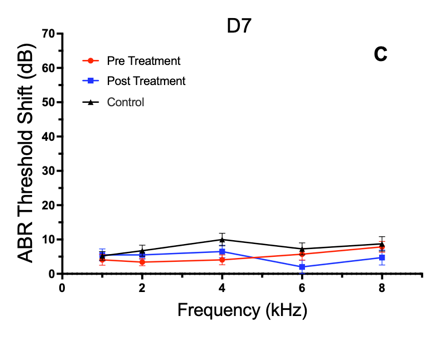 D7
C
Pre Treatment
Post Treatment
Control
ABR Threshold Shift (dB)
70
60
50
40
30
20
10
0
0 2 4 6 8
Frequency (kHz)